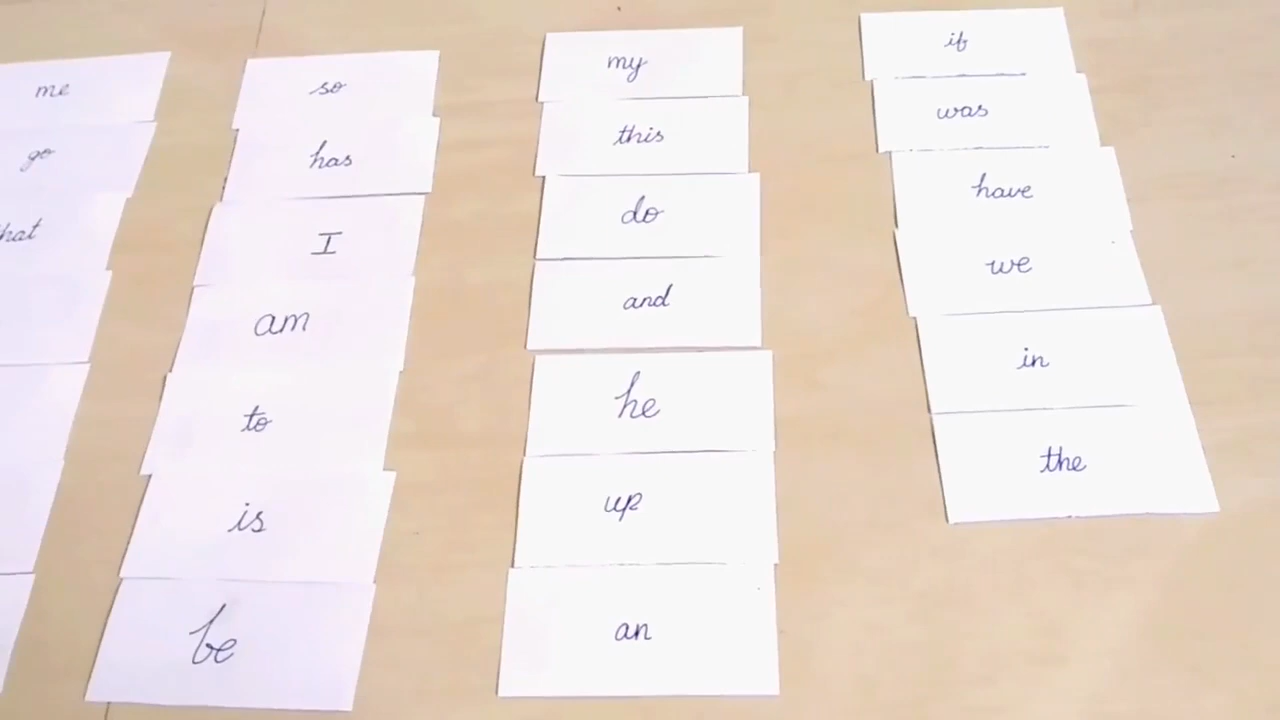 me
go
hat
so
has
I
am
to
is
be
my
this
do
and
he
up
an
if
was
have
we
in
the